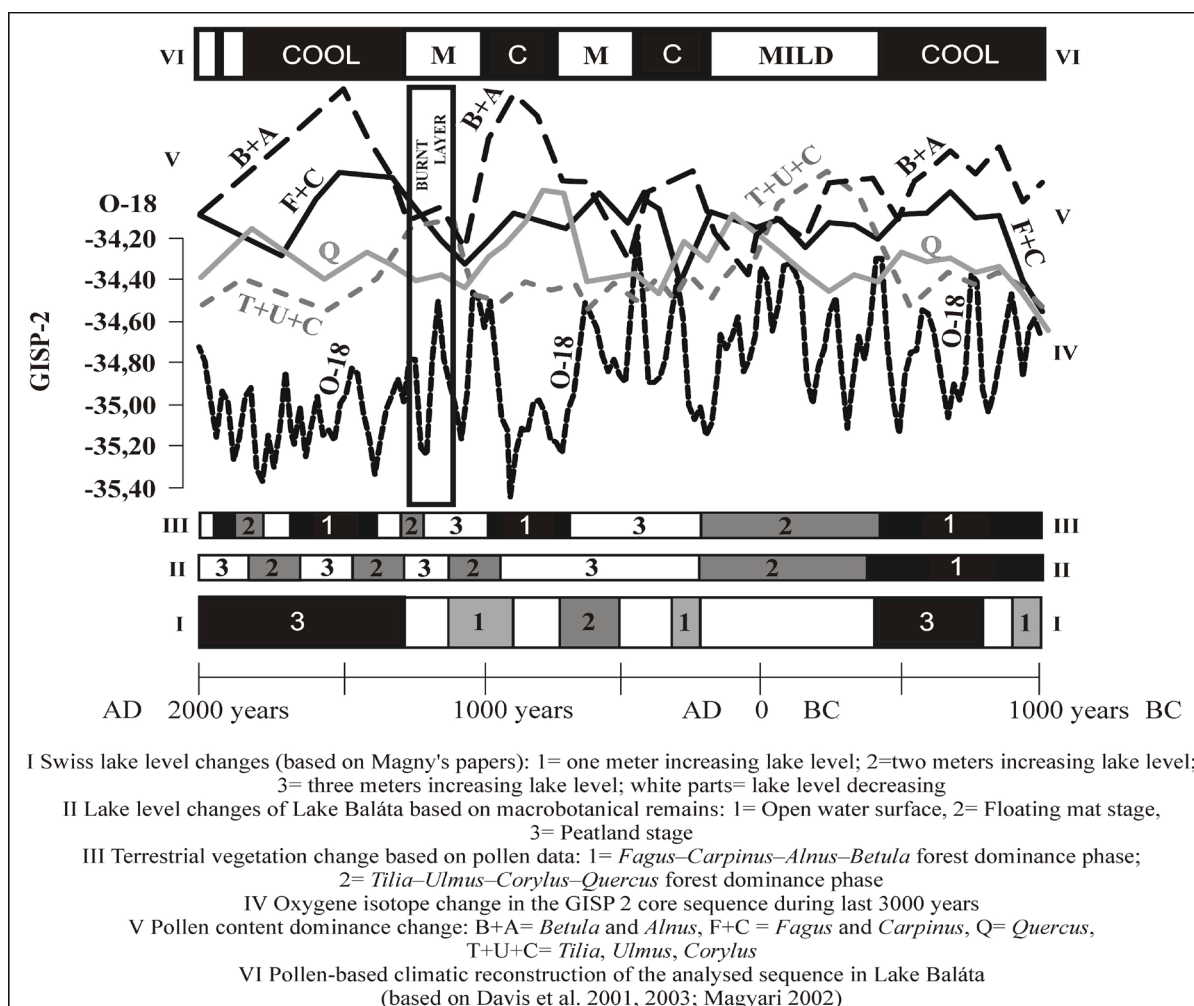 VI COOL M C M C MILD COOL VI
BURNT LAYER
B+A
B+A
B+A
V
F+C
T+U+C
O-18
V
-34,20
Q
Q
F+C
-34,40
T+U+C
-34,60
O-18
O-18
O-18
IV
GISP-2
-34,80
-35,00
-35,20
-35,40
III 2 1 2 3 1 3 2 1 III
II 3 2 3 2 3 2 3 2 1 II
I 3 1 2 1 3 1 I
AD 2000 years 1000 years AD 0 BC 1000 years BC
I Swiss lake level changes (based on Magny's papers): 1= one meter increasing lake level; 2=two meters increasing lake level;
3= three meters increasing lake level; white parts= lake level decreasing
II Lake level changes of Lake Baláta based on macrobotanical remains: 1= Open water surface, 2= Floating mat stage,
3= Peatland stage
III Terrestrial vegetation change based on pollen data: 1= Fagus–Carpinus–Alnus–Betula forest dominance phase;
2= Tilia–Ulmus–Corylus–Quercus forest dominance phase
IV Oxygene isotope change in the GISP 2 core sequence during last 3000 years
V Pollen content dominance change: B+A= Betula and Alnus, F+C = Fagus and Carpinus, Q= Quercus,
T+U+C= Tilia, Ulmus, Corylus
VI Pollen-based climatic reconstruction of the analysed sequence in Lake Baláta
(based on Davis et al. 2001, 2003; Magyari 2002)